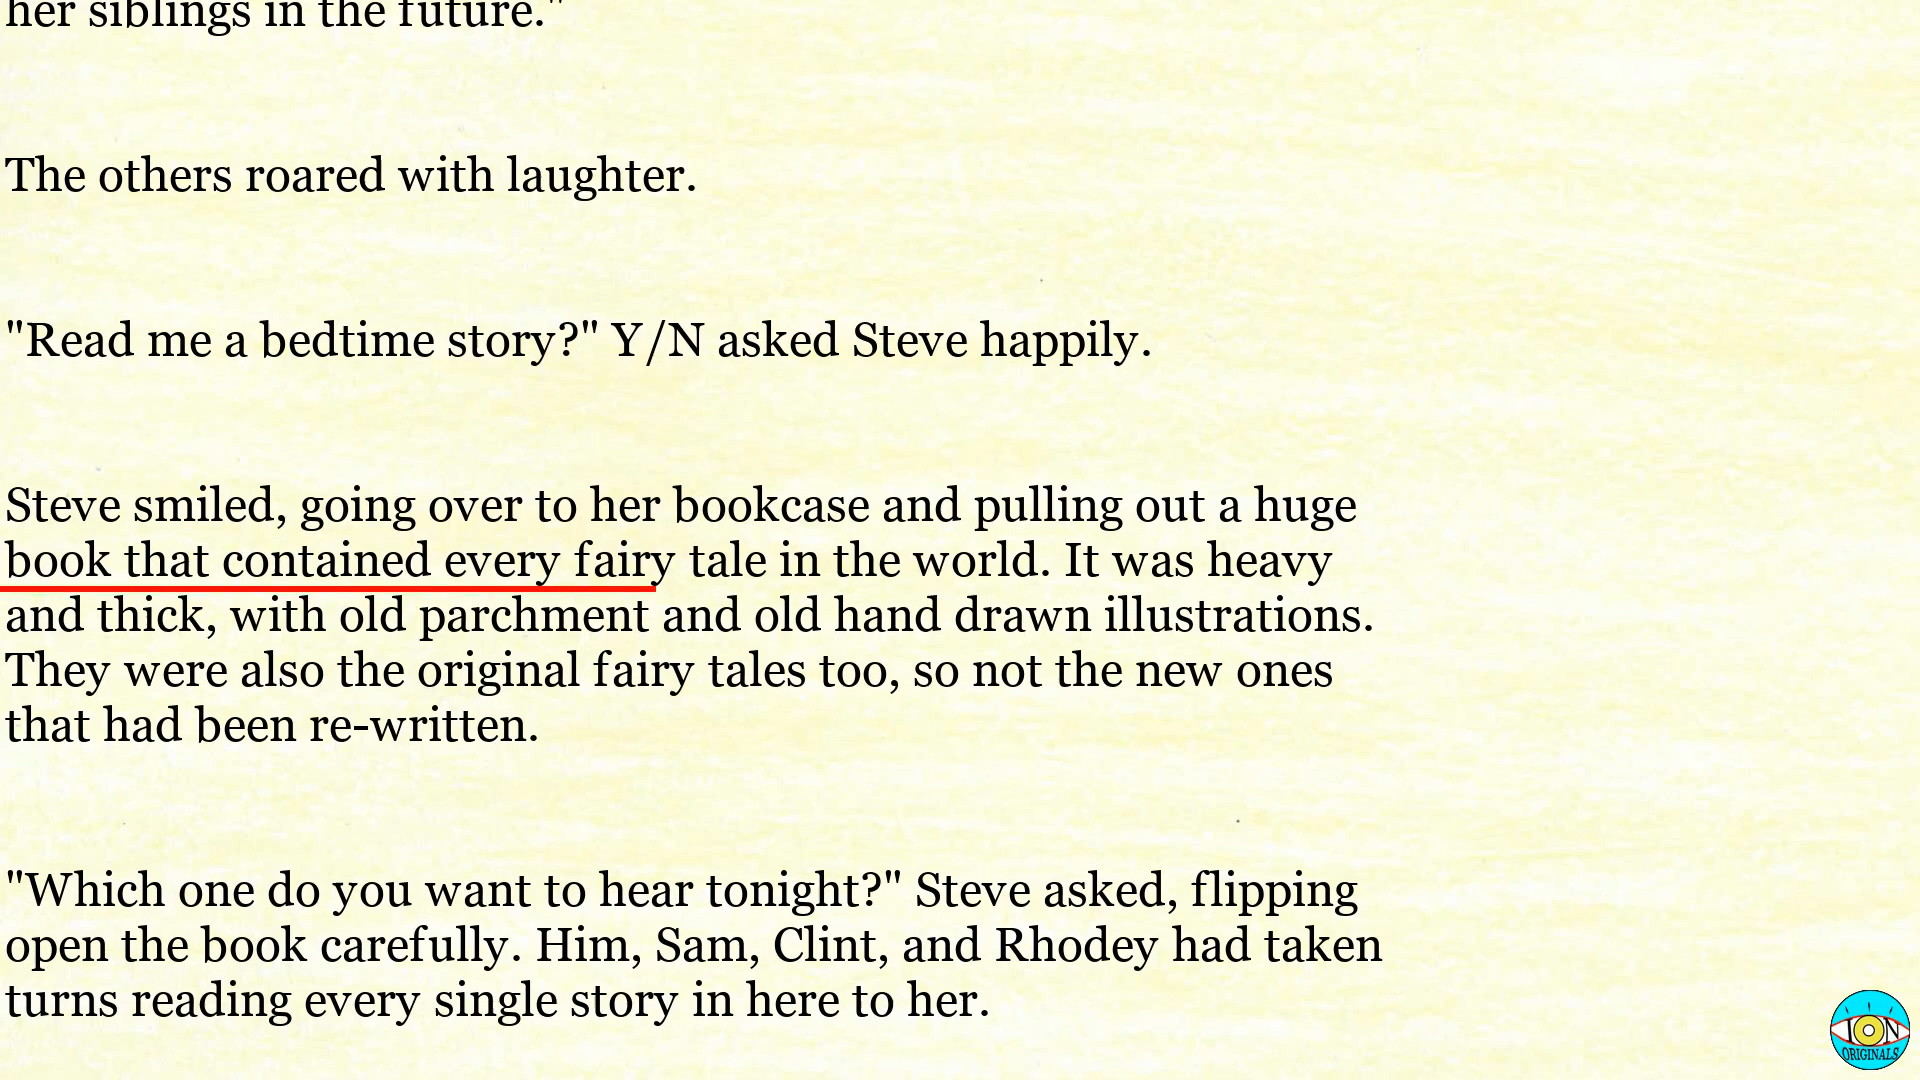 her siblings in the future."
The others roared with laughter.
"Read me a bedtime story?" Y/N asked Steve happily.
Steve smiled, going over to her bookcase and pulling out a huge
book that contained every fairy tale in the world. It was heavy
and thick, with old parchment and old hand drawn illustrations.
They were also the original fairy tales too, so not the new ones
that had been re-written.
"Which one do you want to hear tonight?" Steve asked, flipping
open the book carefully. Him, Sam, Clint, and Rhodey had taken
turns reading every single story in here to her.
ION
ORIGINALS